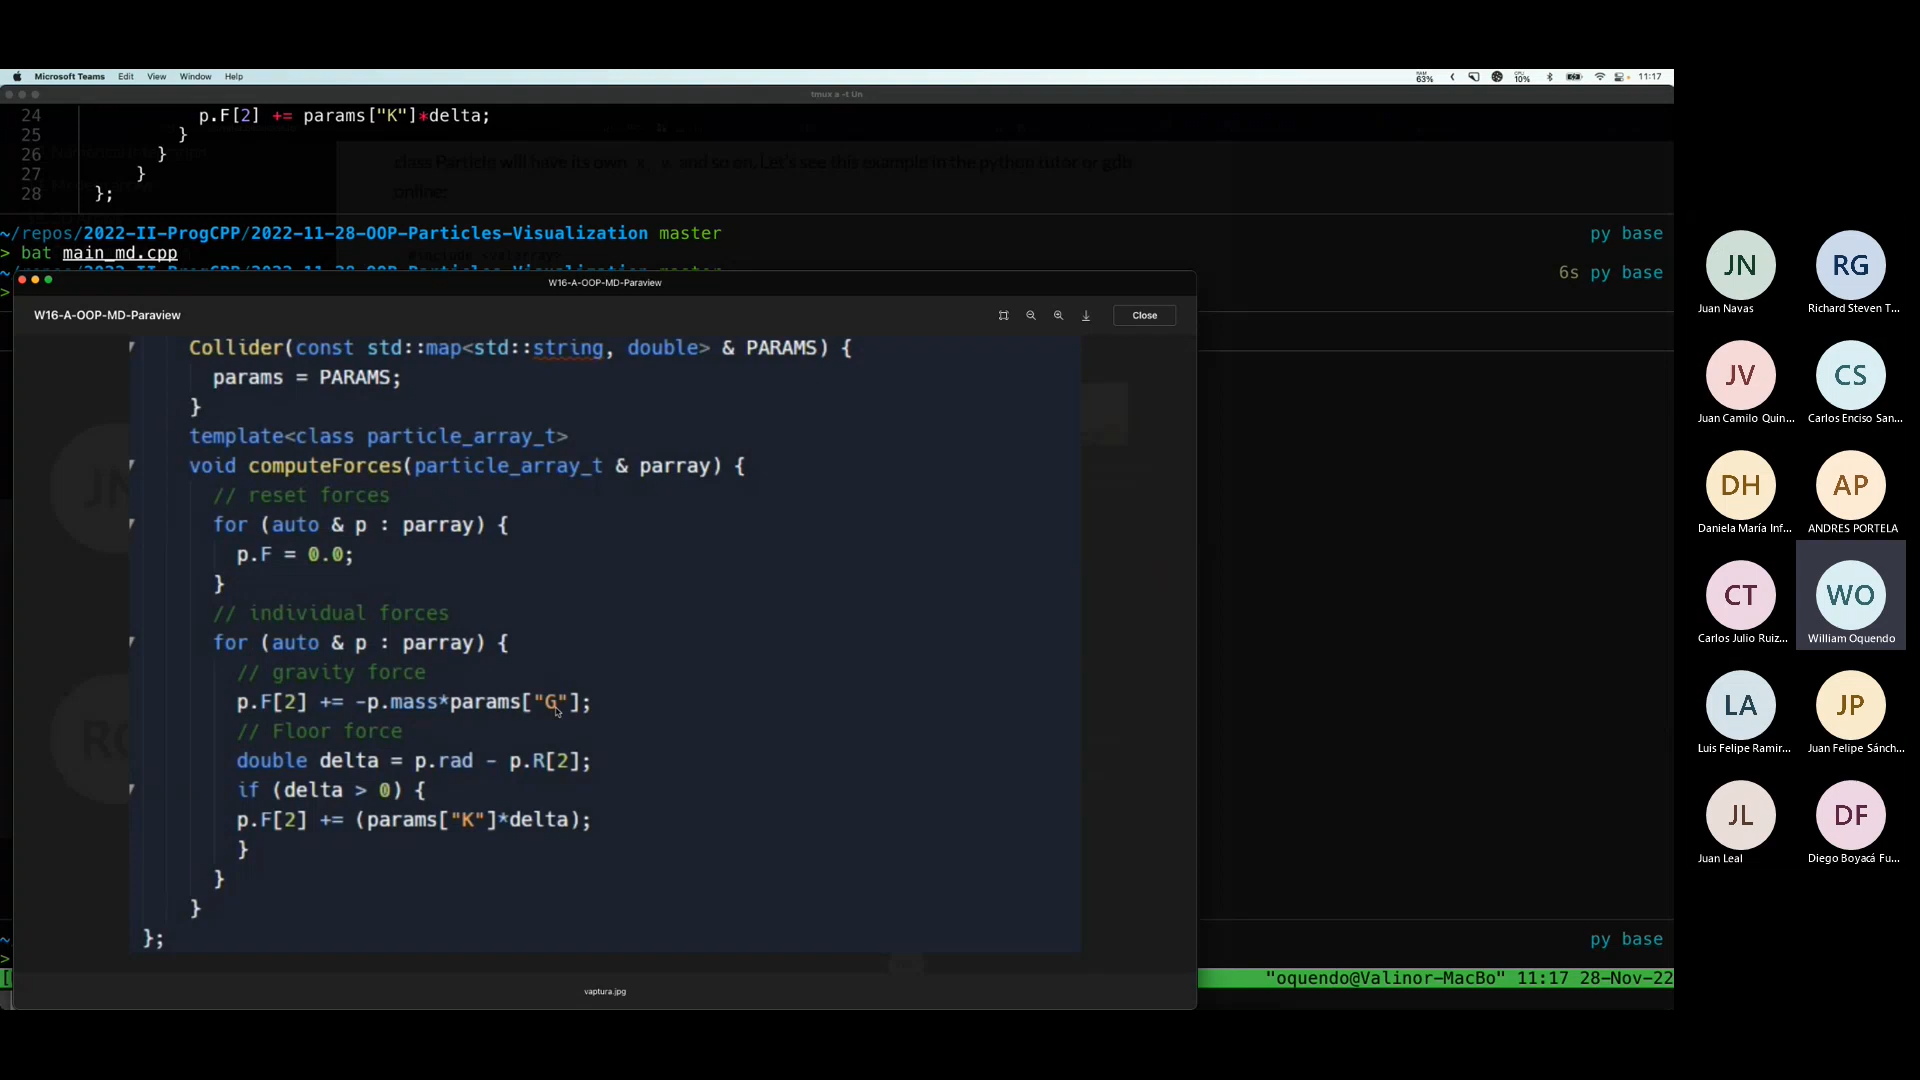 Microsoft Teams Edit View Window Help
RAM 63% CPU 10% 11:17
tmux a -t Un
24 p.F[2] += params["K"]*delta;
25 }
26 }
27 }
28 };
class Particle will have its own x, y, and so on. Let's see this example in the python tutor or gdb
online:
~/repos/2022-II-ProgCPP/2022-11-28-OOP-Particles-Visualization master py base
> bat main_md.cpp
6s py base
>
W16-A-OOP-MD-Paraview
W16-A-OOP-MD-Paraview Close
Collider(const std::map<std::string, double> & PARAMS) {
params = PARAMS;
}
template<class particle_array_t>
void computeForces(particle_array_t & parray) {
// reset forces
for (auto & p : parray) {
p.F = 0.0;
}
// individual forces
for (auto & p : parray) {
// gravity force
p.F[2] += -p.mass*params["G"];
// Floor force
double delta = p.rad - p.R[2];
if (delta > 0) {
p.F[2] += (params["K"]*delta);
}
}
}
};
vaptura.jpg
~ py base
>
[ "oquendo@Valinor-MacBo" 11:17 28-Nov-22
JN RG
Juan Navas Richard Steven T...
JV CS
Juan Camilo Quin... Carlos Enciso San...
DH AP
Daniela María Inf... ANDRES PORTELA
CT WO
Carlos Julio Ruiz... William Oquendo
LA JP
Luis Felipe Ramir... Juan Felipe Sánch...
JL DF
Juan Leal Diego Boyacá Fu...